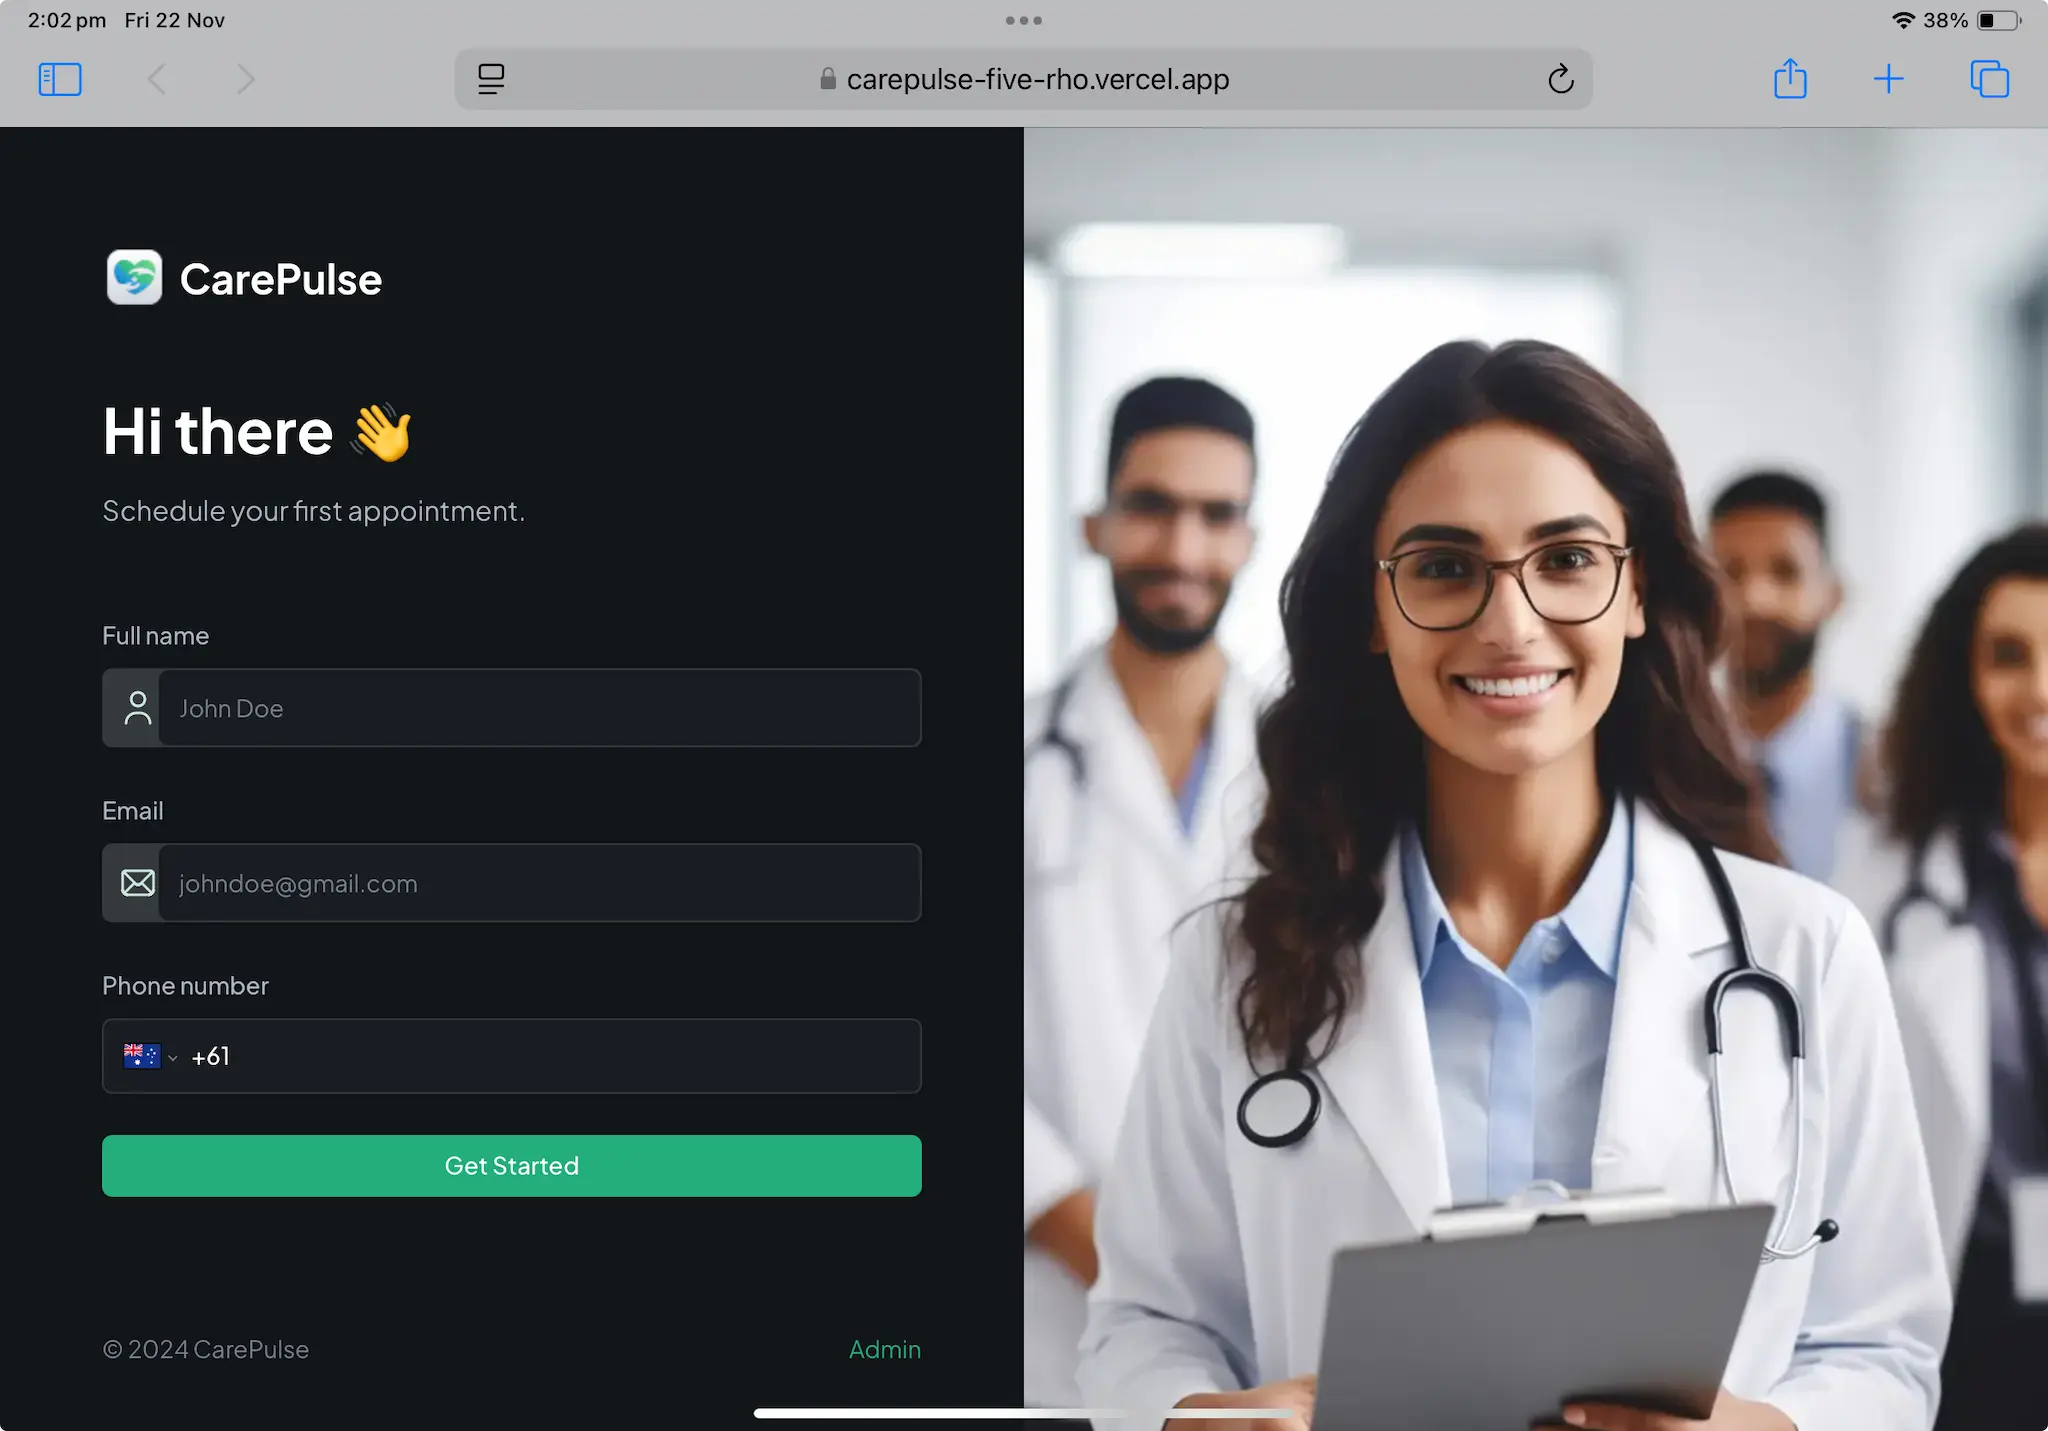 2:02 pm Fri 22 Nov
38%
carepulse-five-rho.vercel.app
CarePulse
Hi there 👋
Schedule your first appointment.
Full name
John Doe
Email
johndoe@gmail.com
Phone number
+61
Get Started
© 2024 CarePulse
Admin